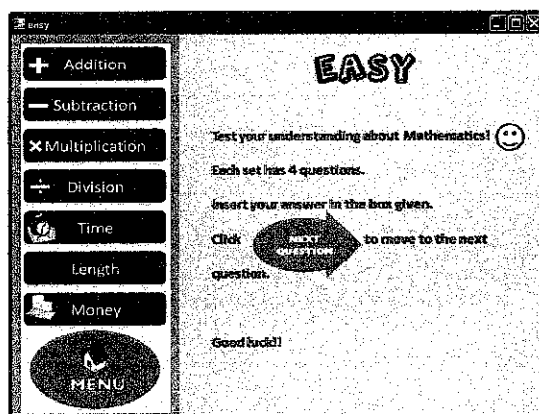 easy
Addition
Subtraction
Multiplication
Division
Time
Length
Money
MENU
EASY
Test your understanding about Mathematics!
Each set has 4 questions.
Insert your answer in the box given.
Click NEXT QUESTION to move to the next
question.
Good luck!!